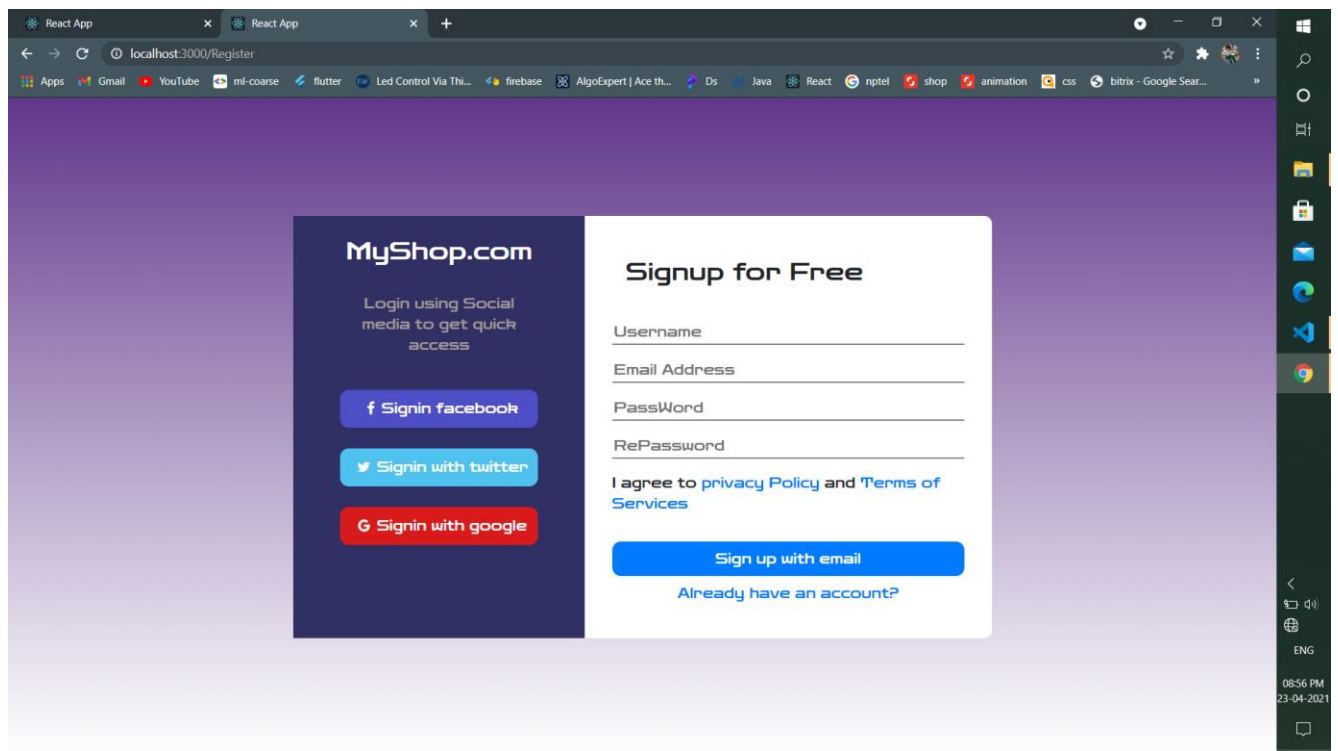 React App
React App
localhost:3000/Register
Apps
Gmail
YouTube
ml-coarse
flutter
Led Control Via Thi...
firebase
AlgoExpert | Ace th...
Ds
Java
React
nptel
shop
animation
css
bitrix - Google Sear...
»
MyShop.com
Login using Social
media to get quick
access
f Signin facebook
Signin with twitter
G Signin with google
Signup for Free
Username
Email Address
PassWord
RePassword
I agree to privacy Policy and Terms of
Services
Sign up with email
Already have an account?
ENG
08:56 PM
23-04-2021